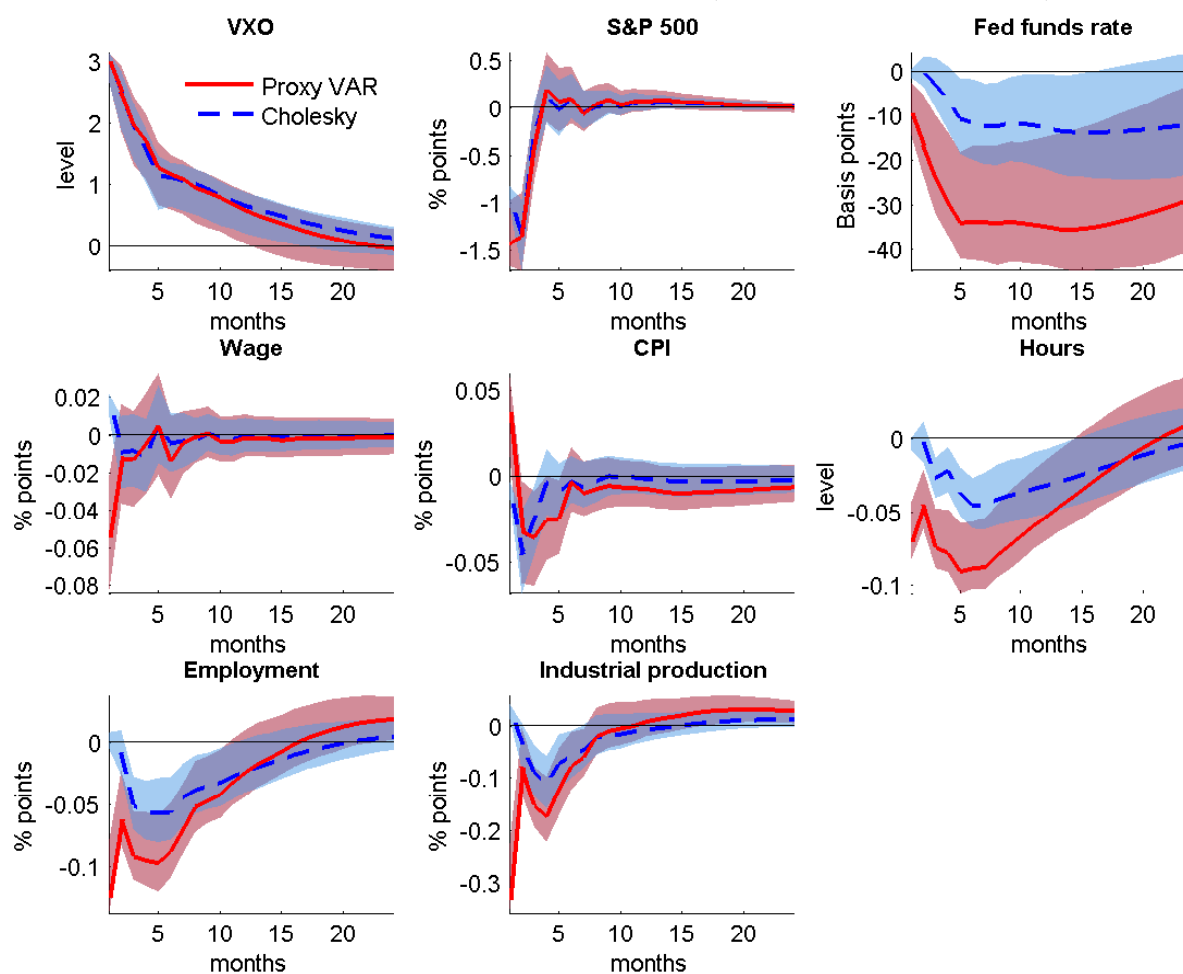 VXO
level
3
2
1
0
Proxy VAR
Cholesky
5 10 15 20
months
S&P 500
% points
0.5
0
-0.5
-1
-1.5
5 10 15 20
months
Fed funds rate
Basis points
0
-10
-20
-30
-40
5 10 15 20
months
Wage
% points
0.02
0
-0.02
-0.04
-0.06
-0.08
5 10 15 20
months
CPI
% points
0.05
0
-0.05
5 10 15 20
months
Hours
level
0
-0.05
-0.1
5 10 15 20
months
Employment
% points
0
-0.05
-0.1
5 10 15 20
months
Industrial production
% points
0
-0.1
-0.2
-0.3
5 10 15 20
months